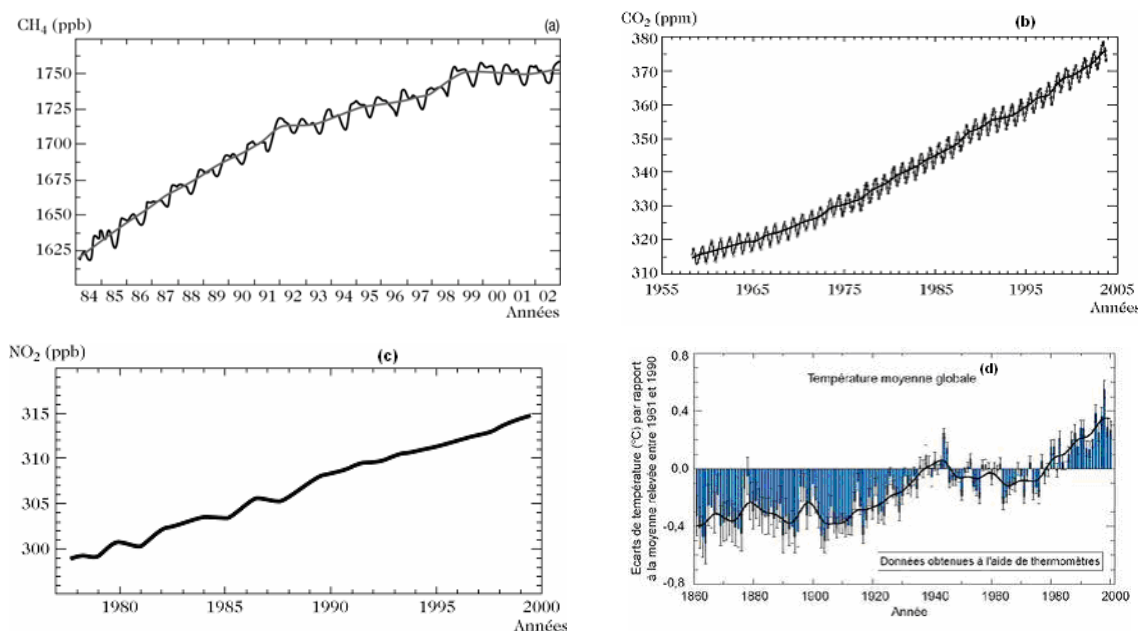 CH₄ (ppb)
(a)
1750
1725
1700
1675
1650
1625
84 85 86 87 88 89 90 91 92 93 94 95 96 97 98 99 00 01 02
Années
CO₂ (ppm)
(b)
380
370
360
350
340
330
320
310
1955 1965 1975 1985 1995 2005
Années
NO₂ (ppb)
(c)
315
310
305
300
1980 1985 1990 1995 2000
Années
Ecarts de température (°C) par rapport
à la moyenne relevée entre 1961 et 1990
0,8
0,4
0,0
-0,4
-0,8
Température moyenne globale
(d)
Données obtenues à l'aide de thermomètres
1860 1880 1900 1920 1940 1960 1980 2000
Année